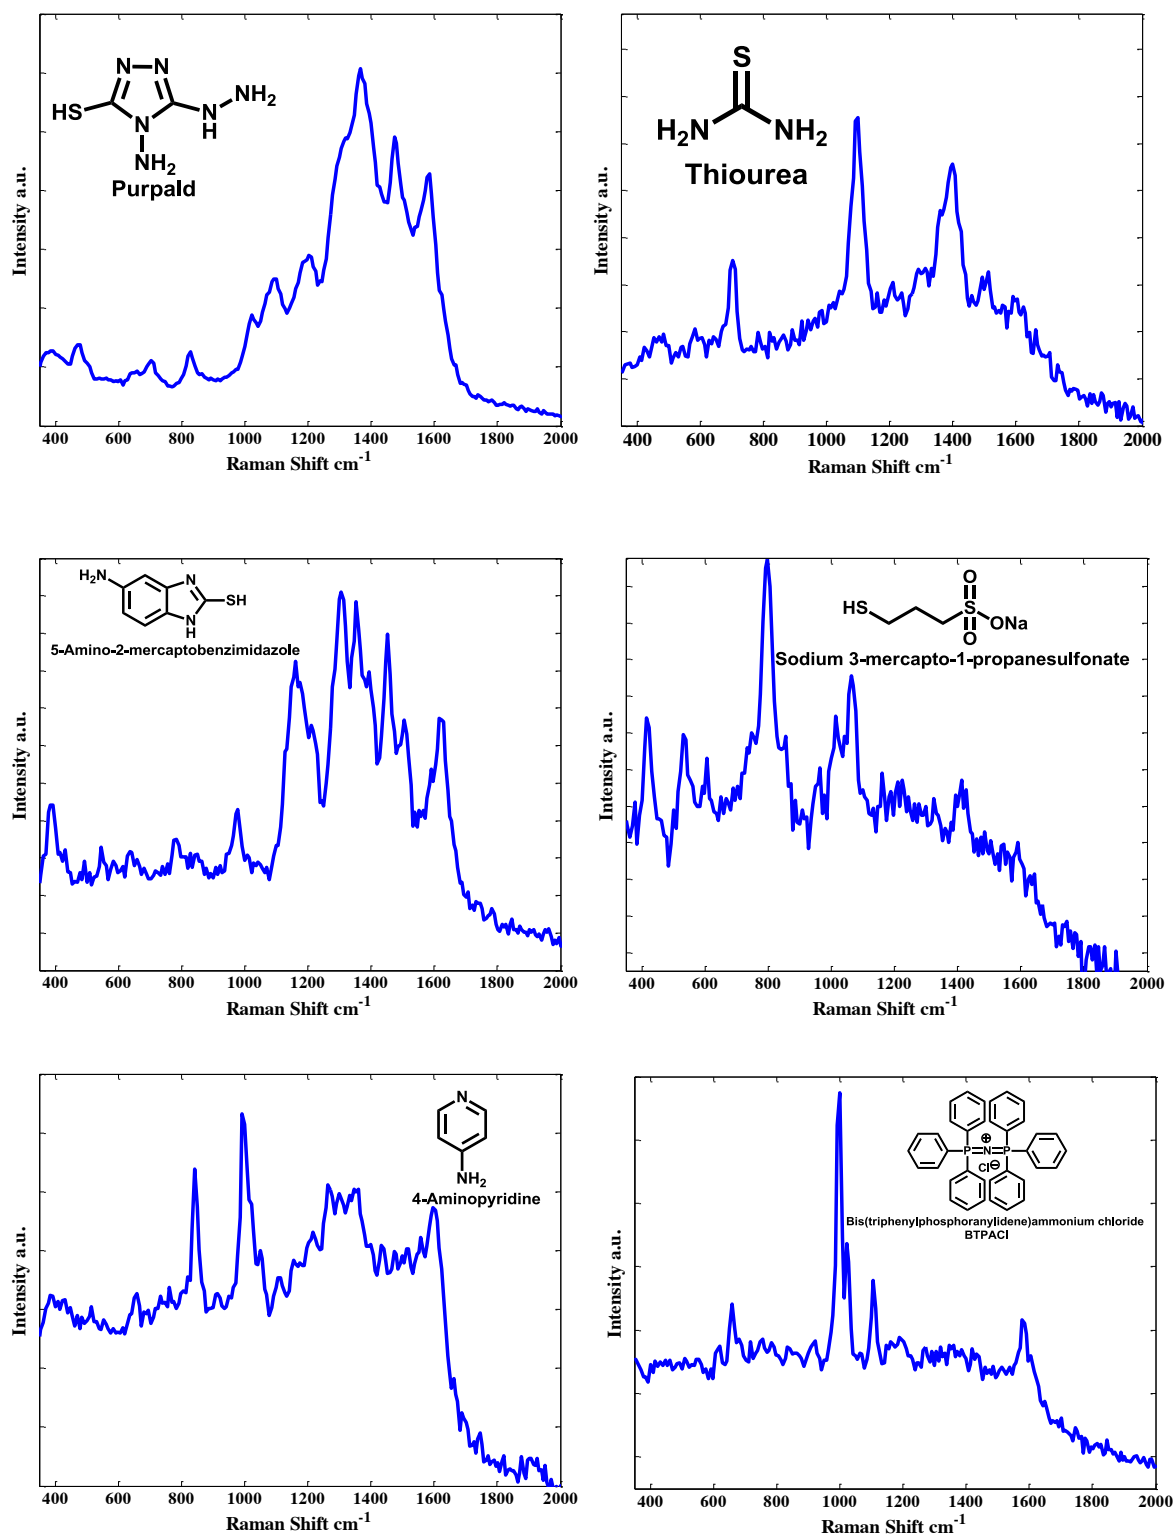 N N
HS
N
N
H
NH2
NH2
Purpald
Intensity a.u.
400 600 800 1000 1200 1400 1600 1800 2000
Raman Shift cm-1
S
H2N NH2
Thiourea
Intensity a.u.
400 600 800 1000 1200 1400 1600 1800 2000
Raman Shift cm-1
H2N
N
SH
N
H
5-Amino-2-mercaptobenzimidazole
Intensity a.u.
400 600 800 1000 1200 1400 1600 1800 2000
Raman Shift cm-1
O
HS
S
ONa
O
Sodium 3-mercapto-1-propanesulfonate
Intensity a.u.
400 600 800 1000 1200 1400 1600 1800 2000
Raman Shift cm-1
N
NH2
4-Aminopyridine
Intensity a.u.
400 600 800 1000 1200 1400 1600 1800 2000
Raman Shift cm-1
⊕
P=N=P
Cl⊖
Bis(triphenylphosphoranylidene)ammonium chloride
BTPACl
Intensity a.u.
400 600 800 1000 1200 1400 1600 1800 2000
Raman Shift cm-1